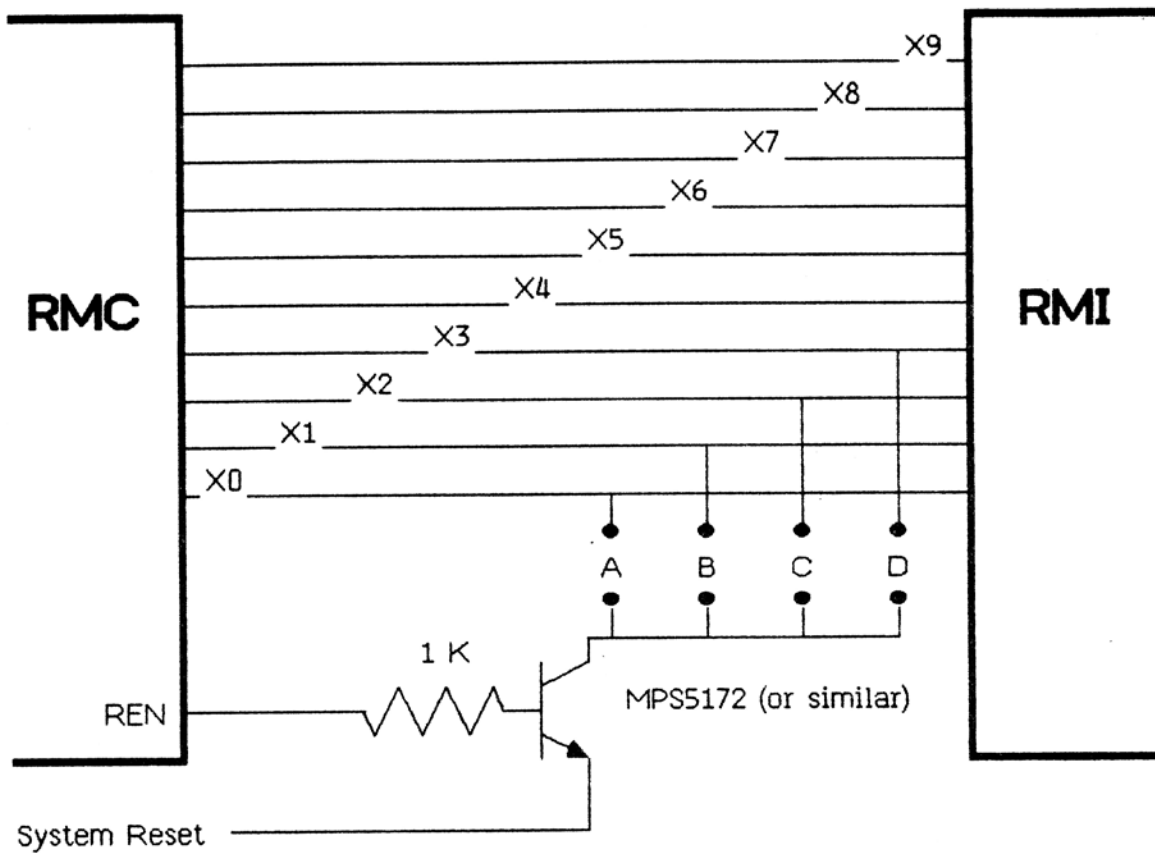 X9
X8
X7
X6
X5
X4
RMC
RMI
X3
X2
X1
X0
A B C D
1 K
REN
MPS5172 (or similar)
System Reset